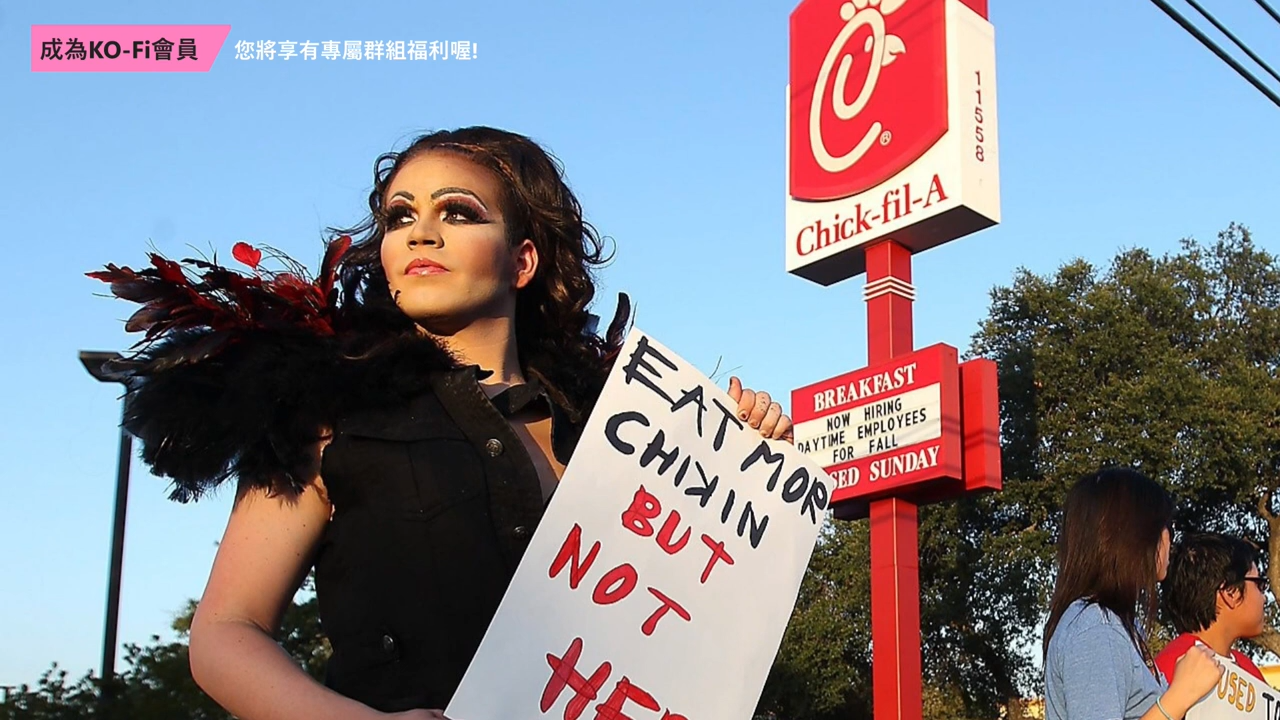 成為KO-Fi會員 您將享有專屬群組福利喔!
11558
Chick-fil-A
BREAKFAST
NOW HIRING
DAYTIME EMPLOYEES
FOR FALL
SUNDAY
EAT MOR
CHIKIN
BUT
NOT
USED